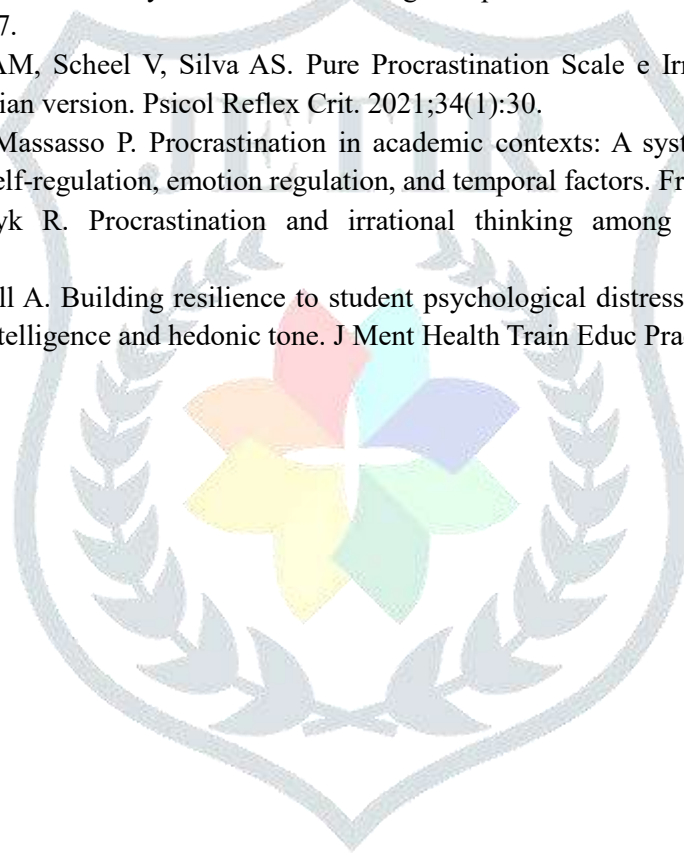 7.
AM, Scheel V, Silva AS. Pure Procrastination Scale e Irr
ian version. Psicol Reflex Crit. 2021;34(1):30.
Massasso P. Procrastination in academic contexts: A syst
elf-regulation, emotion regulation, and temporal factors. Fr
yk R. Procrastination and irrational thinking among
ll A. Building resilience to student psychological distress
telligence and hedonic tone. J Ment Health Train Educ Pra
JETIR